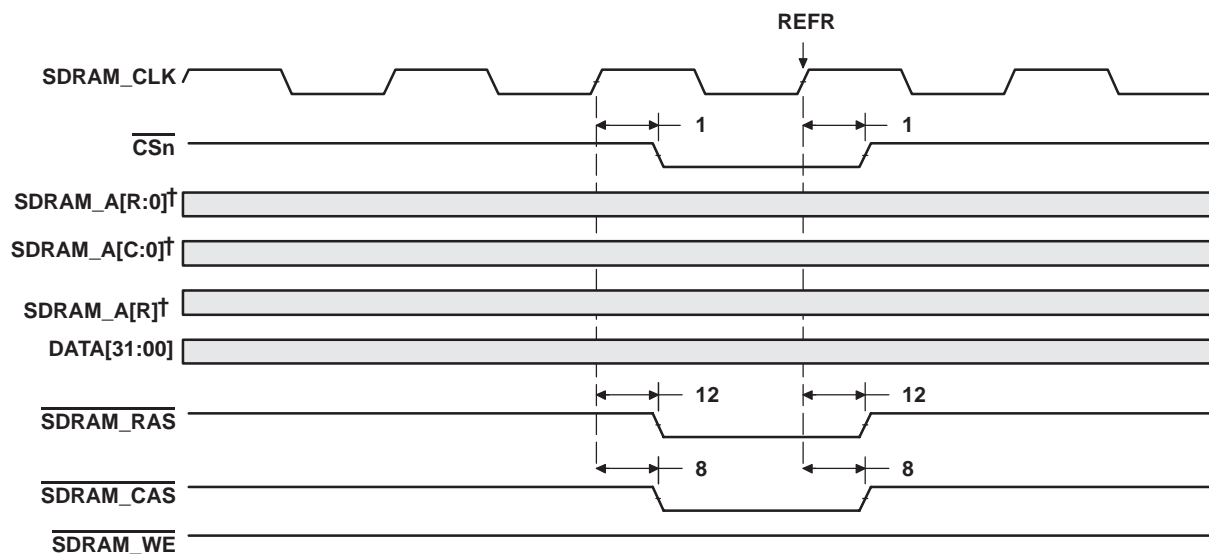 REFR
SDRAM_CLK
1 1
CSn
SDRAM_A[R:0]†
SDRAM_A[C:0]†
SDRAM_A[R]†
DATA[31:00]
12 12
SDRAM_RAS
8 8
SDRAM_CAS
SDRAM_WE